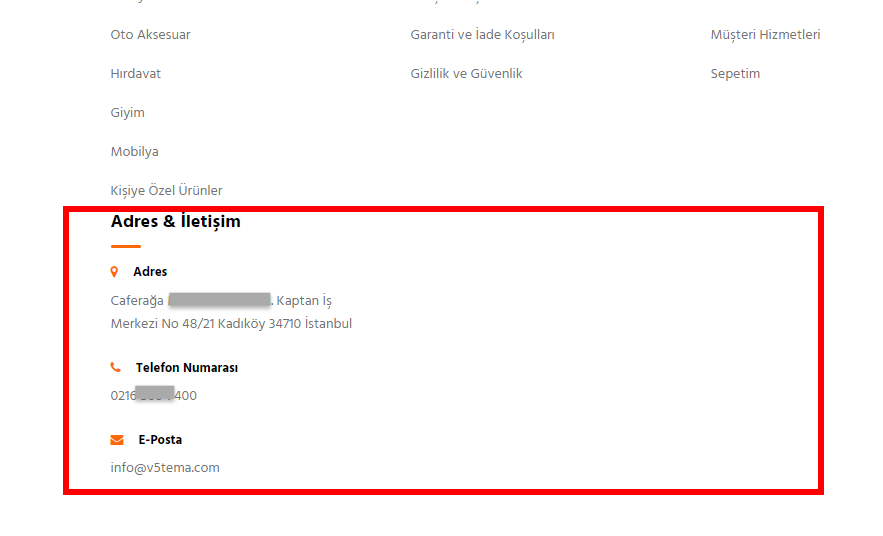 Oto Aksesuar
Garanti ve İade Koşulları
Müşteri Hizmetleri
Hırdavat
Gizlilik ve Güvenlik
Sepetim
Giyim
Mobilya
Kişiye Özel Ürünler
Adres & İletişim
Adres
Caferağa . Kaptan İş
Merkezi No 48/21 Kadıköy 34710 İstanbul
Telefon Numarası
0216 400
E-Posta
info@v5tema.com